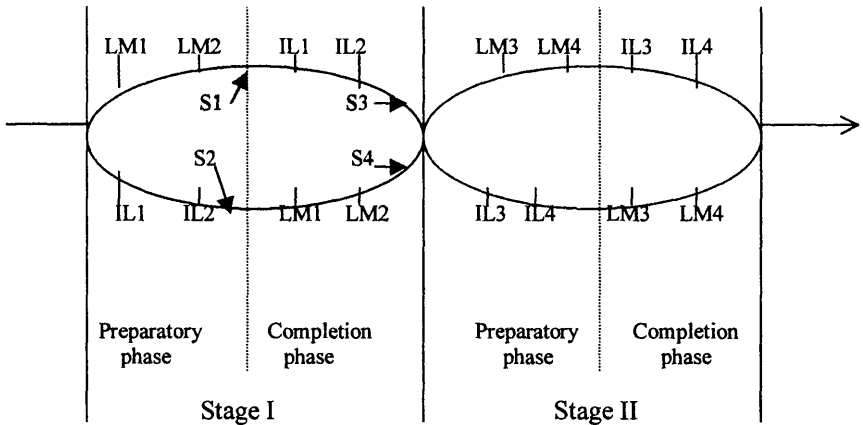 LM1 LM2 IL1 IL2 LM3 LM4 IL3 IL4
S1 S3
S2 S4
IL1 IL2 LM1 LM2 IL3 IL4 LM3 LM4
Preparatory phase
Completion phase
Preparatory phase
Completion phase
Stage I Stage II